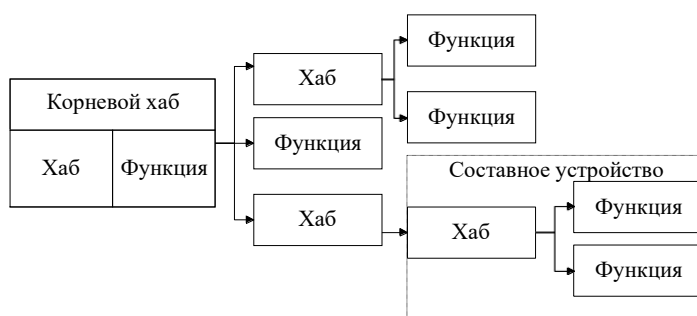 Корневой хаб
Хаб
Функция
Хаб
Функция
Хаб
Функция
Функция
Составное устройство
Хаб
Функция
Функция